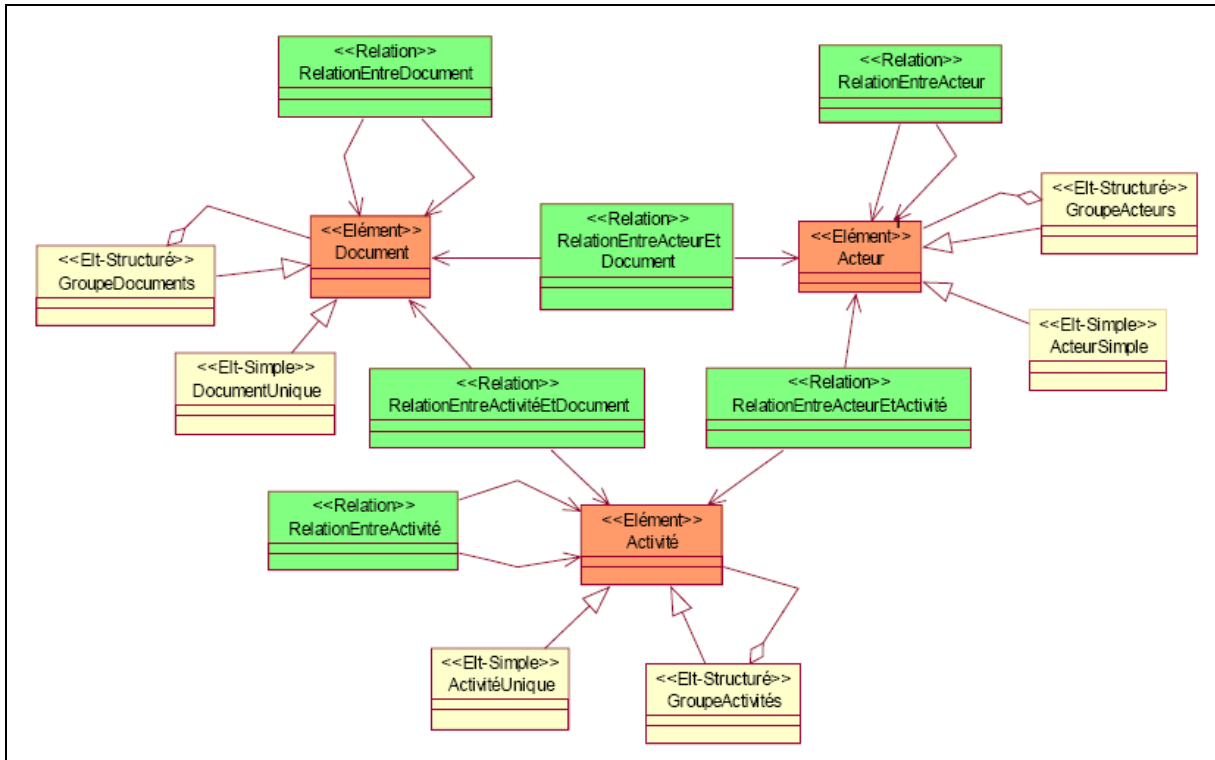 <<Relation>>
RelationEntreDocument
<<Relation>>
RelationEntreActeur
<<Elt-Structuré>>
GroupeActeurs
<<Relation>>
RelationEntreActeurEt
Document
<<Elément>>
Document
<<Elément>>
Acteur
<<Elt-Structuré>>
GroupeDocuments
<<Elt-Simple>>
ActeurSimple
<<Elt-Simple>>
DocumentUnique
<<Relation>>
RelationEntreActivitéEtDocument
<<Relation>>
RelationEntreActeurEtActivité
<<Relation>>
RelationEntreActivité
<<Elément>>
Activité
<<Elt-Simple>>
ActivitéUnique
<<Elt-Structuré>>
GroupeActivités